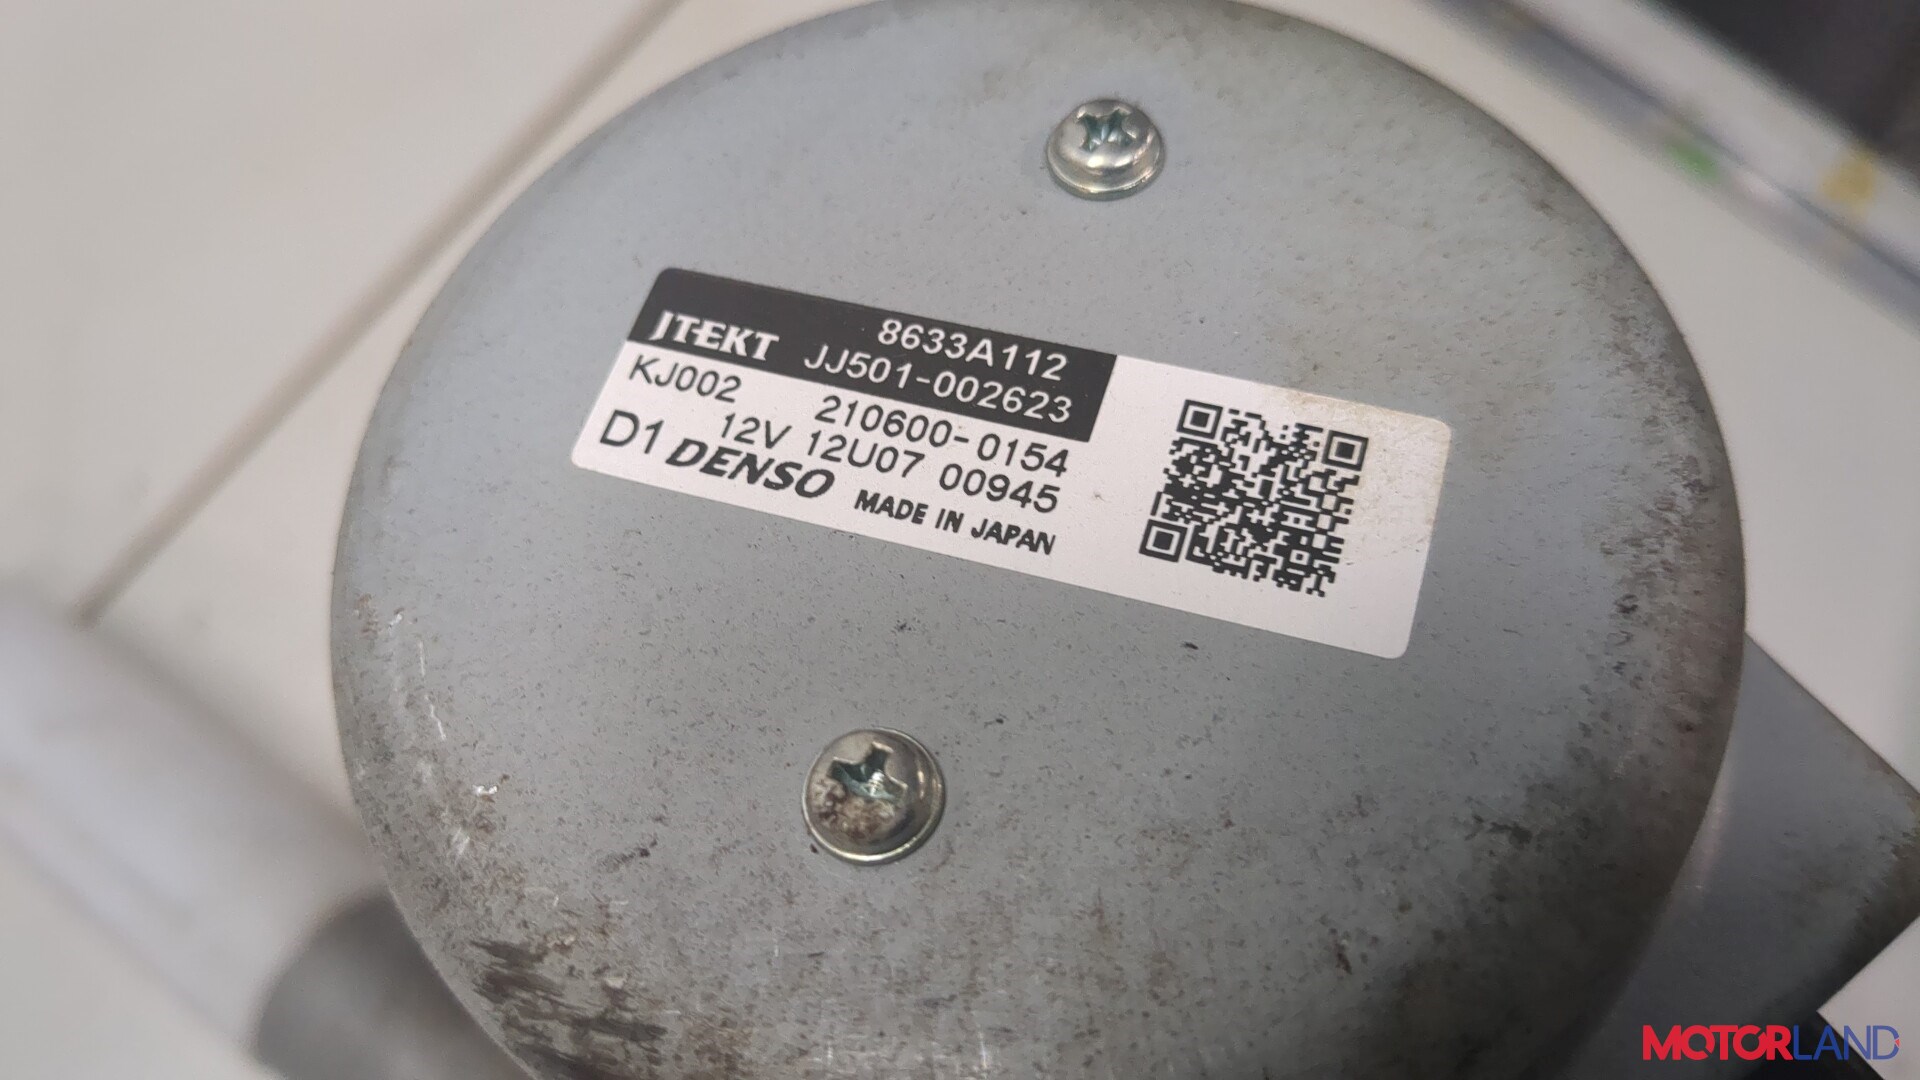 JTEKT 8633A112
JJ501-002623
KJ002 210600-0154
D1 12V 12U07 00945
DENSO MADE IN JAPAN
MOTORLAND